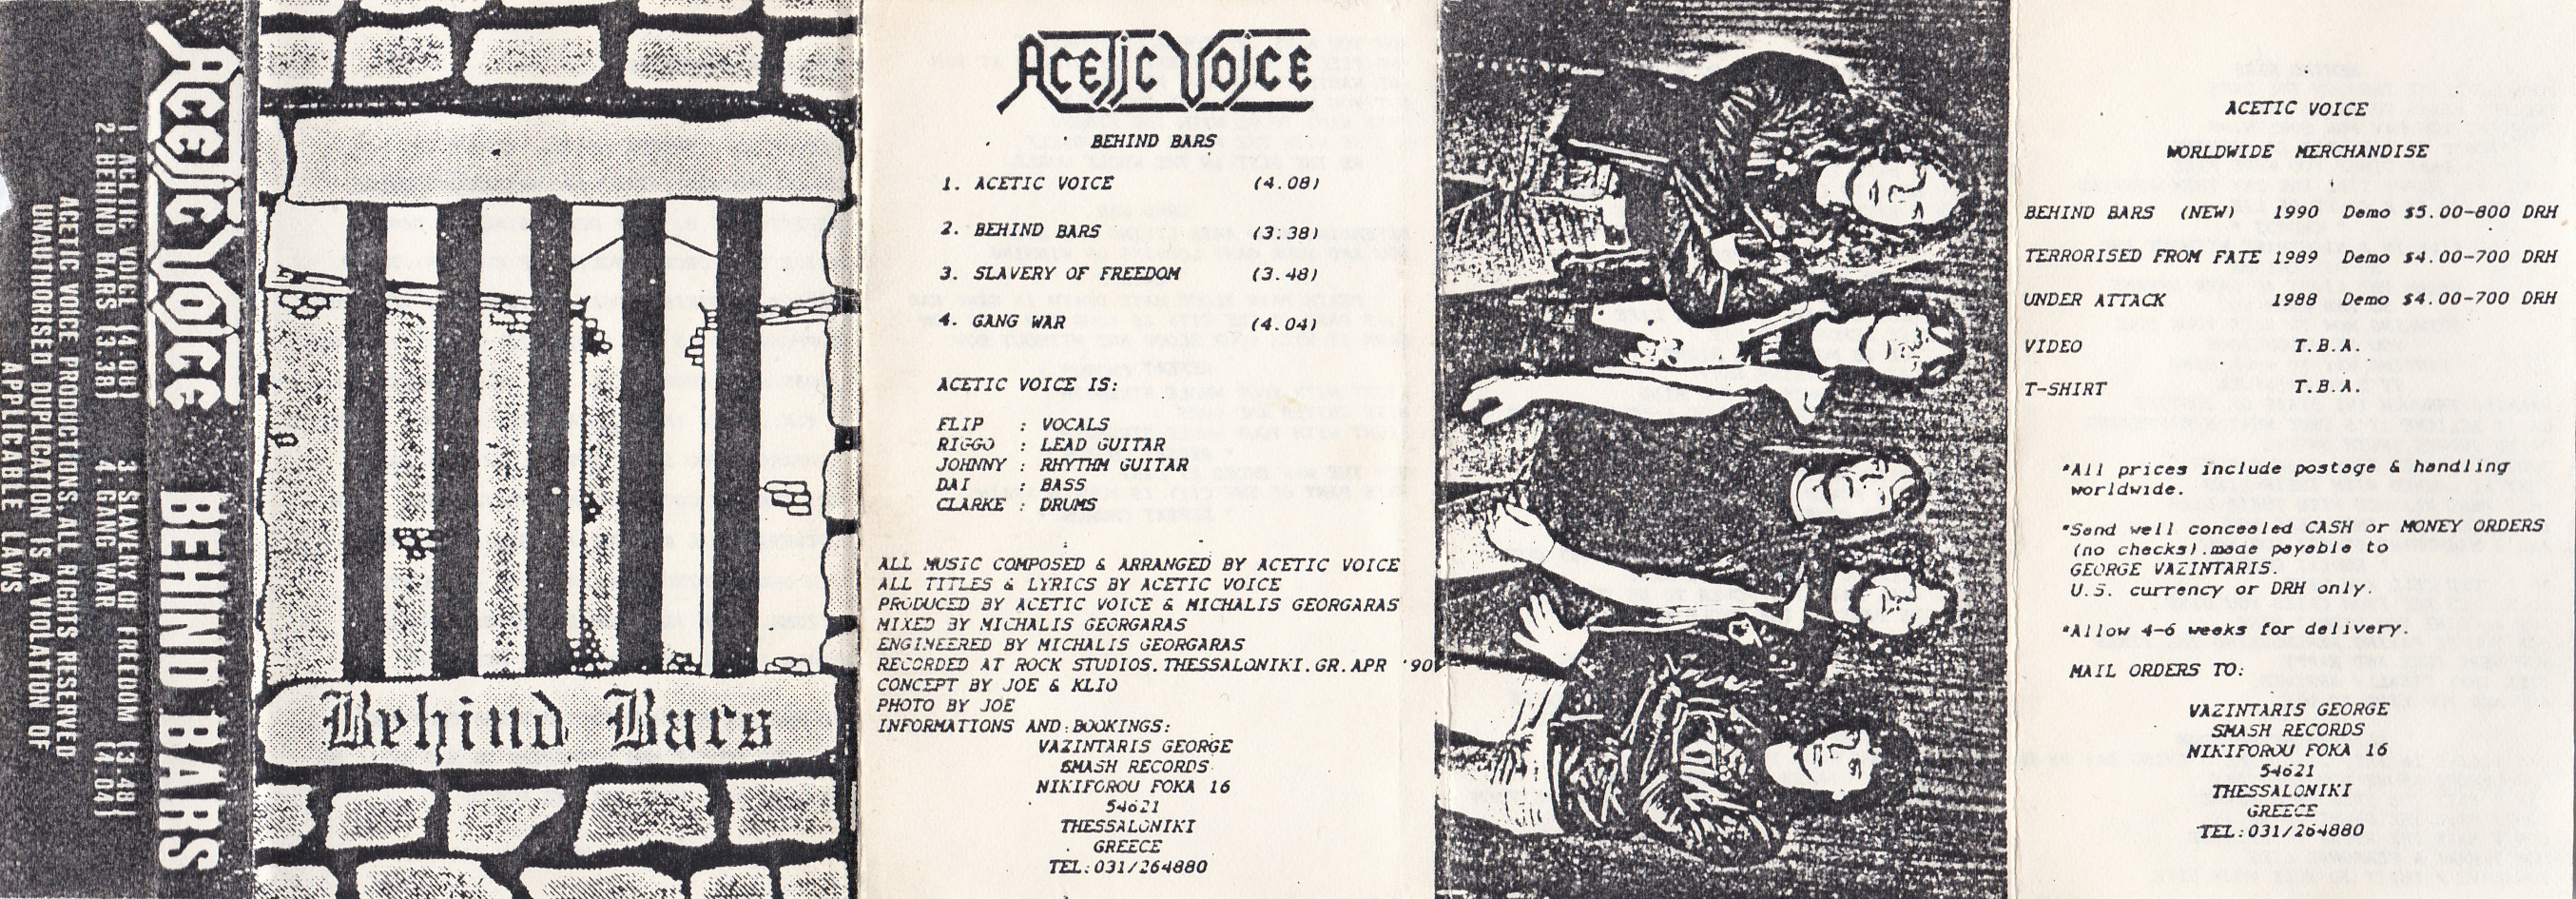 ACETIC VOICE BEHIND BARS
1. ACETIC VOICE (4.08) 3. SLAVERY OF FREEDOM (3.48)
2. BEHIND BARS (3.38) 4. GANG WAR (4.04)
ACETIC VOICE PRODUCTIONS ALL RIGHTS RESERVED
UNAUTHORISED DUPLICATION IS A VIOLATION OF
APPLICABLE LAWS
Behind Bars
ACETIC VOICE
BEHIND BARS
1. ACETIC VOICE (4.08)
2. BEHIND BARS (3.38)
3. SLAVERY OF FREEDOM (3.48)
4. GANG WAR (4.04)
ACETIC VOICE IS:
FLIP : VOCALS
RIGGO : LEAD GUITAR
JOHNNY : RHYTHM GUITAR
DAI : BASS
CLARKE : DRUMS
ALL MUSIC COMPOSED & ARRANGED BY ACETIC VOICE
ALL TITLES & LYRICS BY ACETIC VOICE
PRODUCED BY ACETIC VOICE & MICHALIS GEORGARAS
MIXED BY MICHALIS GEORGARAS
ENGINEERED BY MICHALIS GEORGARAS
RECORDED AT ROCK STUDIOS.THESSALONIKI.GR.APR '90
CONCEPT BY JOE & KLIO
PHOTO BY JOE
INFORMATIONS AND BOOKINGS:
VAZINTARIS GEORGE
SMASH RECORDS
NIKIFOROU FOKA 16
54621
THESSALONIKI
GREECE
TEL:031/264880
ACETIC VOICE
WORLDWIDE MERCHANDISE
BEHIND BARS (NEW) 1990 Demo $5.00-800 DRH
TERRORISED FROM FATE 1989 Demo $4.00-700 DRH
UNDER ATTACK 1988 Demo $4.00-700 DRH
VIDEO T.B.A.
T-SHIRT T.B.A.
*All prices include postage & handling
worldwide.
*Send well concealed CASH or MONEY ORDERS
(no checks).made payable to
GEORGE VAZINTARIS.
U.S. currency or DRH only.
*Allow 4-6 weeks for delivery.
MAIL ORDERS TO:
VAZINTARIS GEORGE
SMASH RECORDS
NIKIFOROU FOKA 16
54621
THESSALONIKI
GREECE
TEL:031/264880